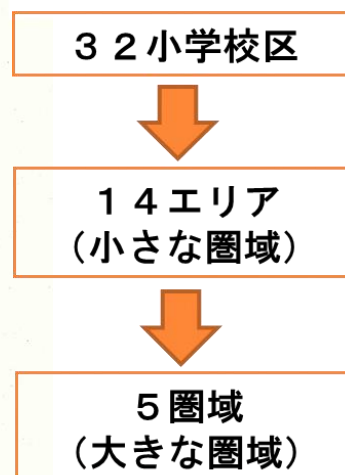 ３２小学校区
１４エリア
（小さな圏域）
５圏域
（大きな圏域）